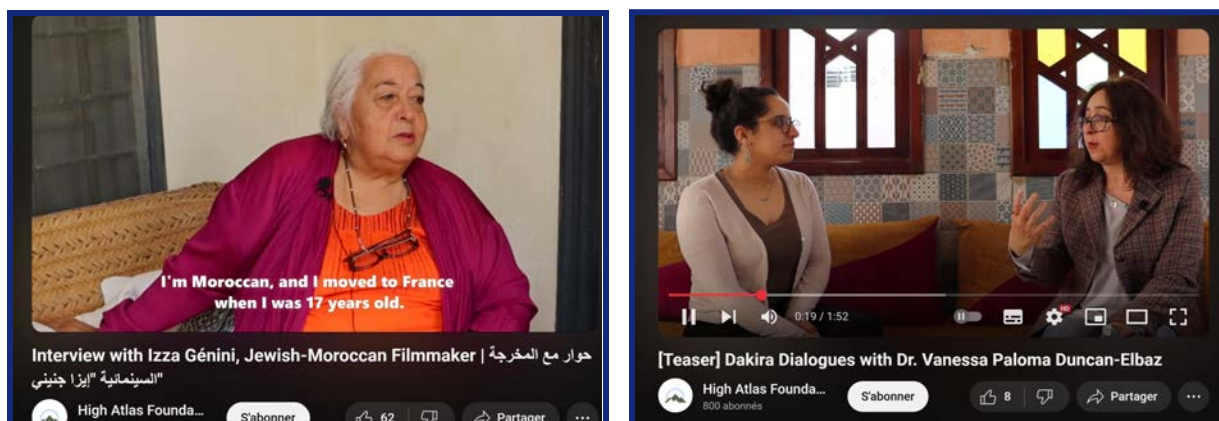 I'm Moroccan, and I moved to France
when I was 17 years old.
Interview with Izza Génini, Jewish-Moroccan Filmmaker | حوار مع المخرجة
السينمائية "إيزا جنيني"
High Atlas Founda...
S'abonner
62
Partager
0:19 / 1:52
HD
[Teaser] Dakira Dialogues with Dr. Vanessa Paloma Duncan-Elbaz
High Atlas Founda...
800 abonnés
S'abonner
8
Partager